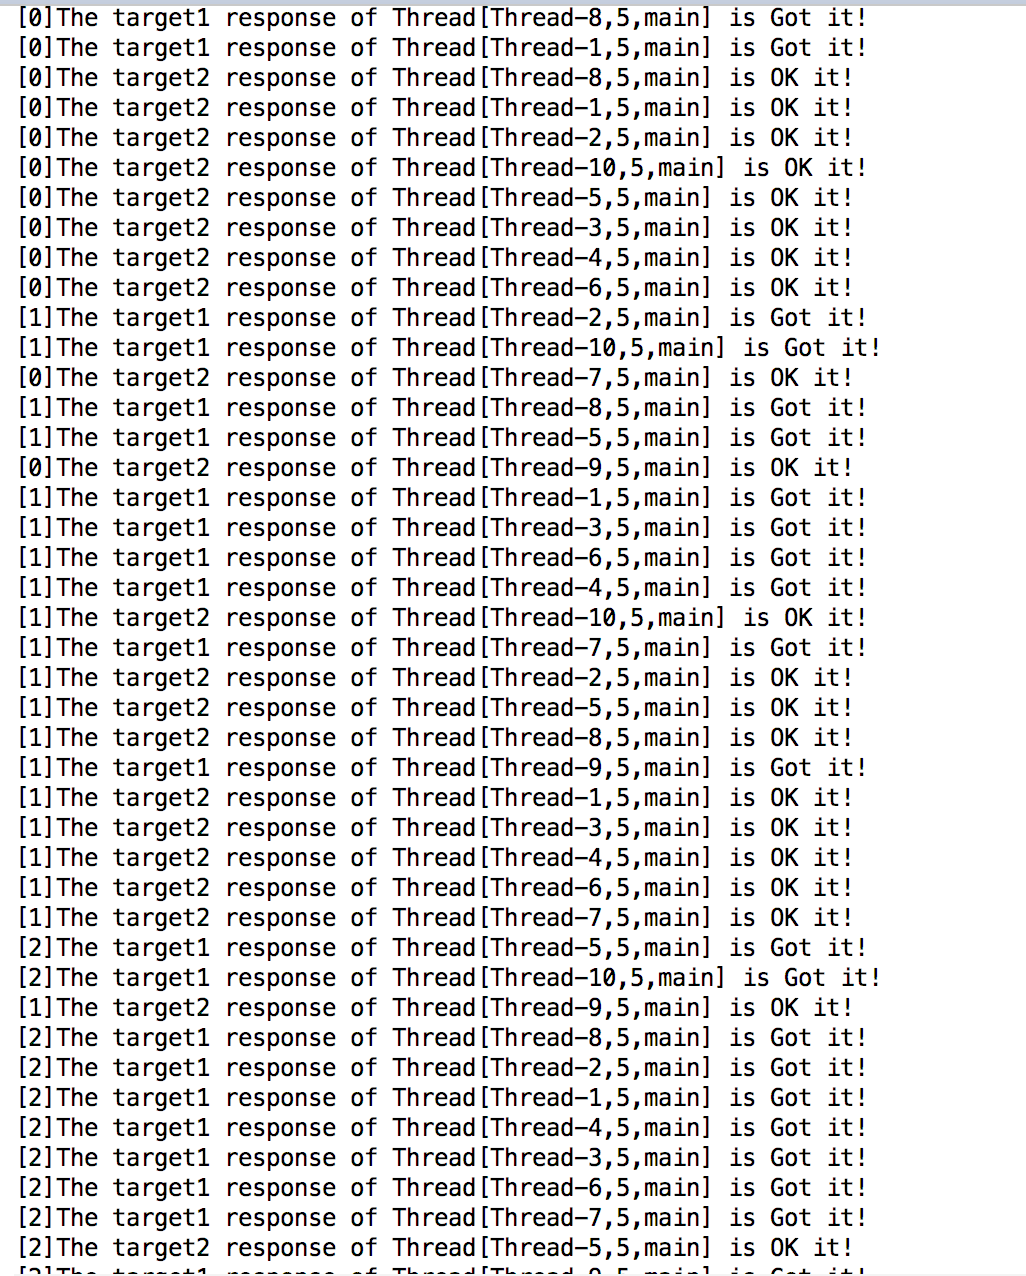 [0]The target1 response of Thread[Thread-8,5,main] is Got it!
[0]The target1 response of Thread[Thread-1,5,main] is Got it!
[0]The target2 response of Thread[Thread-8,5,main] is OK it!
[0]The target2 response of Thread[Thread-1,5,main] is OK it!
[0]The target2 response of Thread[Thread-2,5,main] is OK it!
[0]The target2 response of Thread[Thread-10,5,main] is OK it!
[0]The target2 response of Thread[Thread-5,5,main] is OK it!
[0]The target2 response of Thread[Thread-3,5,main] is OK it!
[0]The target2 response of Thread[Thread-4,5,main] is OK it!
[0]The target2 response of Thread[Thread-6,5,main] is OK it!
[1]The target1 response of Thread[Thread-2,5,main] is Got it!
[1]The target1 response of Thread[Thread-10,5,main] is Got it!
[0]The target2 response of Thread[Thread-7,5,main] is OK it!
[1]The target1 response of Thread[Thread-8,5,main] is Got it!
[1]The target1 response of Thread[Thread-5,5,main] is Got it!
[0]The target2 response of Thread[Thread-9,5,main] is OK it!
[1]The target1 response of Thread[Thread-1,5,main] is Got it!
[1]The target1 response of Thread[Thread-3,5,main] is Got it!
[1]The target1 response of Thread[Thread-6,5,main] is Got it!
[1]The target1 response of Thread[Thread-4,5,main] is Got it!
[1]The target2 response of Thread[Thread-10,5,main] is OK it!
[1]The target1 response of Thread[Thread-7,5,main] is Got it!
[1]The target2 response of Thread[Thread-2,5,main] is OK it!
[1]The target2 response of Thread[Thread-5,5,main] is OK it!
[1]The target2 response of Thread[Thread-8,5,main] is OK it!
[1]The target1 response of Thread[Thread-9,5,main] is Got it!
[1]The target2 response of Thread[Thread-1,5,main] is OK it!
[1]The target2 response of Thread[Thread-3,5,main] is OK it!
[1]The target2 response of Thread[Thread-4,5,main] is OK it!
[1]The target2 response of Thread[Thread-6,5,main] is OK it!
[1]The target2 response of Thread[Thread-7,5,main] is OK it!
[2]The target1 response of Thread[Thread-5,5,main] is Got it!
[2]The target1 response of Thread[Thread-10,5,main] is Got it!
[1]The target2 response of Thread[Thread-9,5,main] is OK it!
[2]The target1 response of Thread[Thread-8,5,main] is Got it!
[2]The target1 response of Thread[Thread-2,5,main] is Got it!
[2]The target1 response of Thread[Thread-1,5,main] is Got it!
[2]The target1 response of Thread[Thread-4,5,main] is Got it!
[2]The target1 response of Thread[Thread-3,5,main] is Got it!
[2]The target1 response of Thread[Thread-6,5,main] is Got it!
[2]The target1 response of Thread[Thread-7,5,main] is Got it!
[2]The target2 response of Thread[Thread-5,5,main] is OK it!